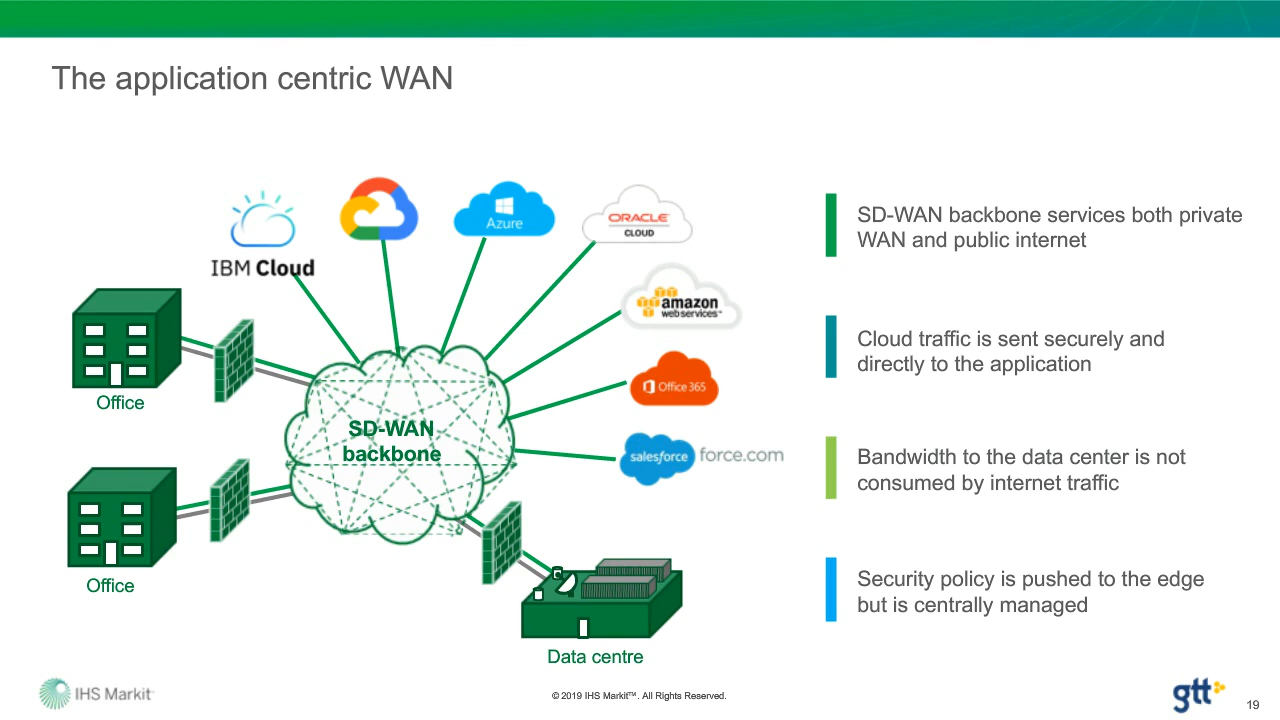 The application centric WAN
IBM Cloud
Azure
ORACLE
CLOUD
amazon
webservices™
Office 365
salesforce force.com
Office
SD-WAN
backbone
Office
Data centre
SD-WAN backbone services both private
WAN and public internet
Cloud traffic is sent securely and
directly to the application
Bandwidth to the data center is not
consumed by internet traffic
Security policy is pushed to the edge
but is centrally managed
IHS Markit
© 2019 IHS Markit™. All Rights Reserved.
gtt
19